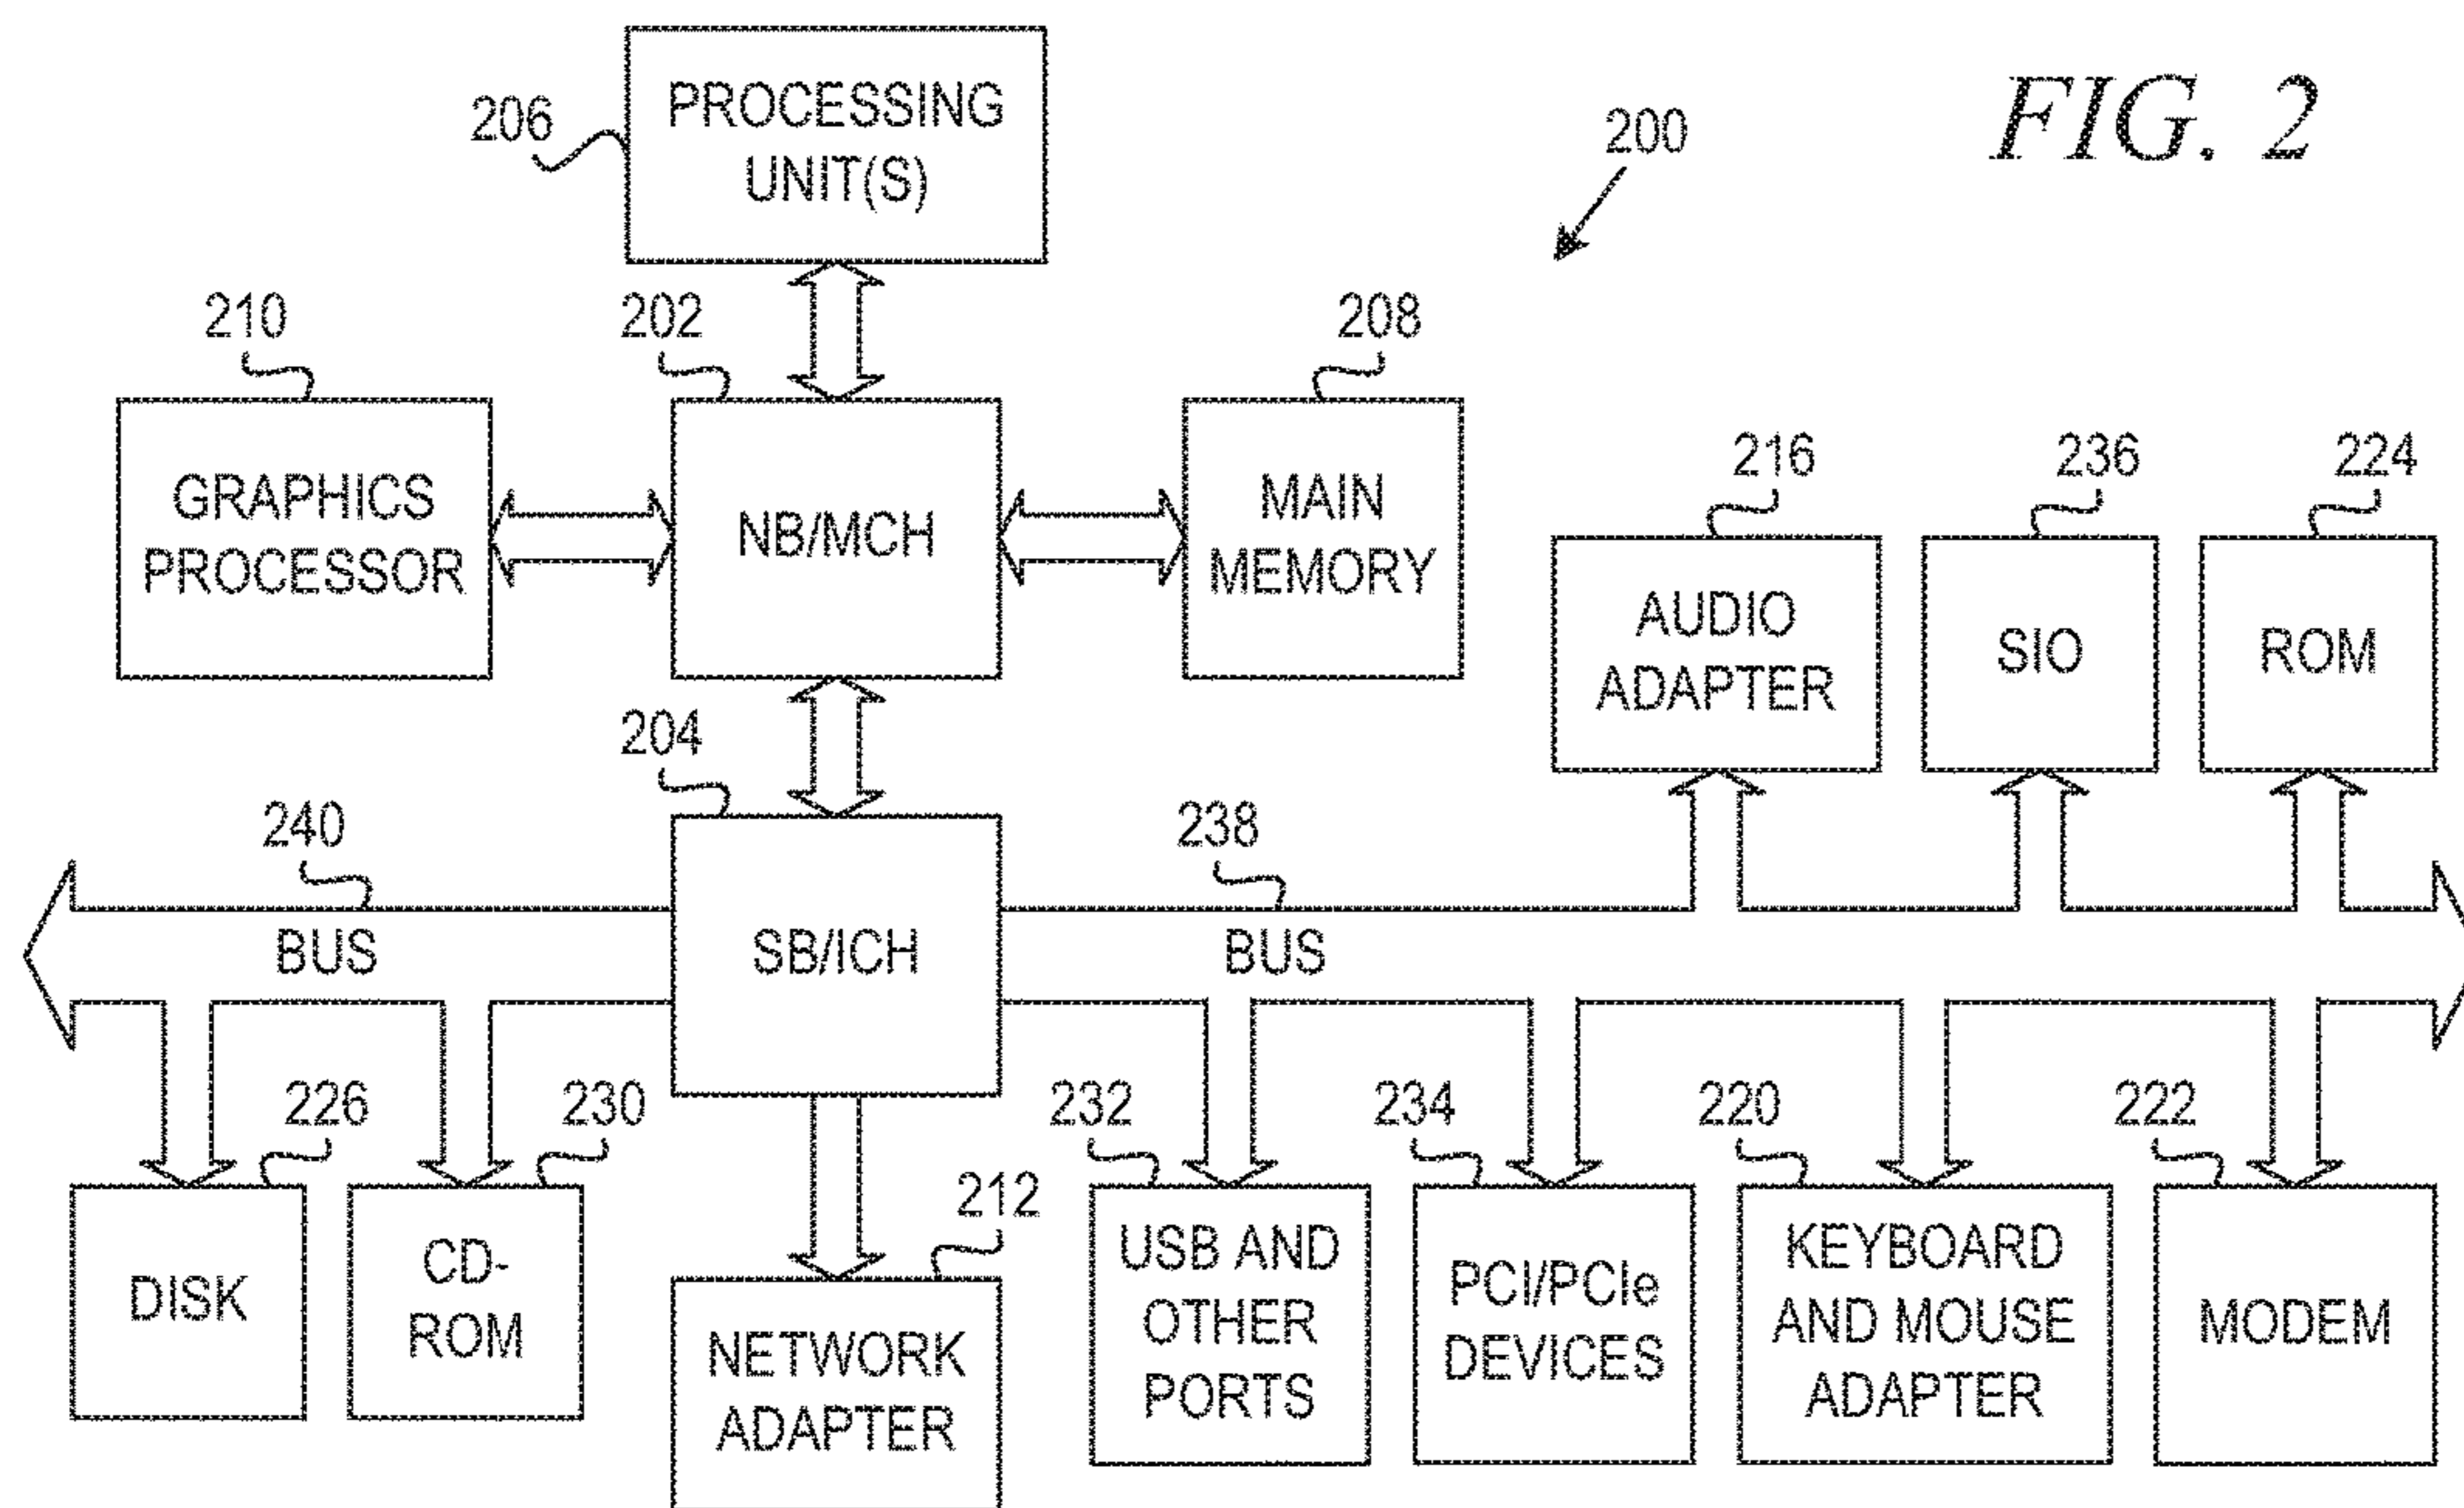 FIG. 2
200
206
PROCESSING
UNIT(S)
210
202
208
GRAPHICS
PROCESSOR
NB/MCH
MAIN
MEMORY
216
236
224
AUDIO
ADAPTER
SIO
ROM
204
240
238
BUS
SB/ICH
BUS
226
230
232
234
220
222
212
DISK
CD-
ROM
NETWORK
ADAPTER
USB AND
OTHER
PORTS
PCI/PCIe
DEVICES
KEYBOARD
AND MOUSE
ADAPTER
MODEM